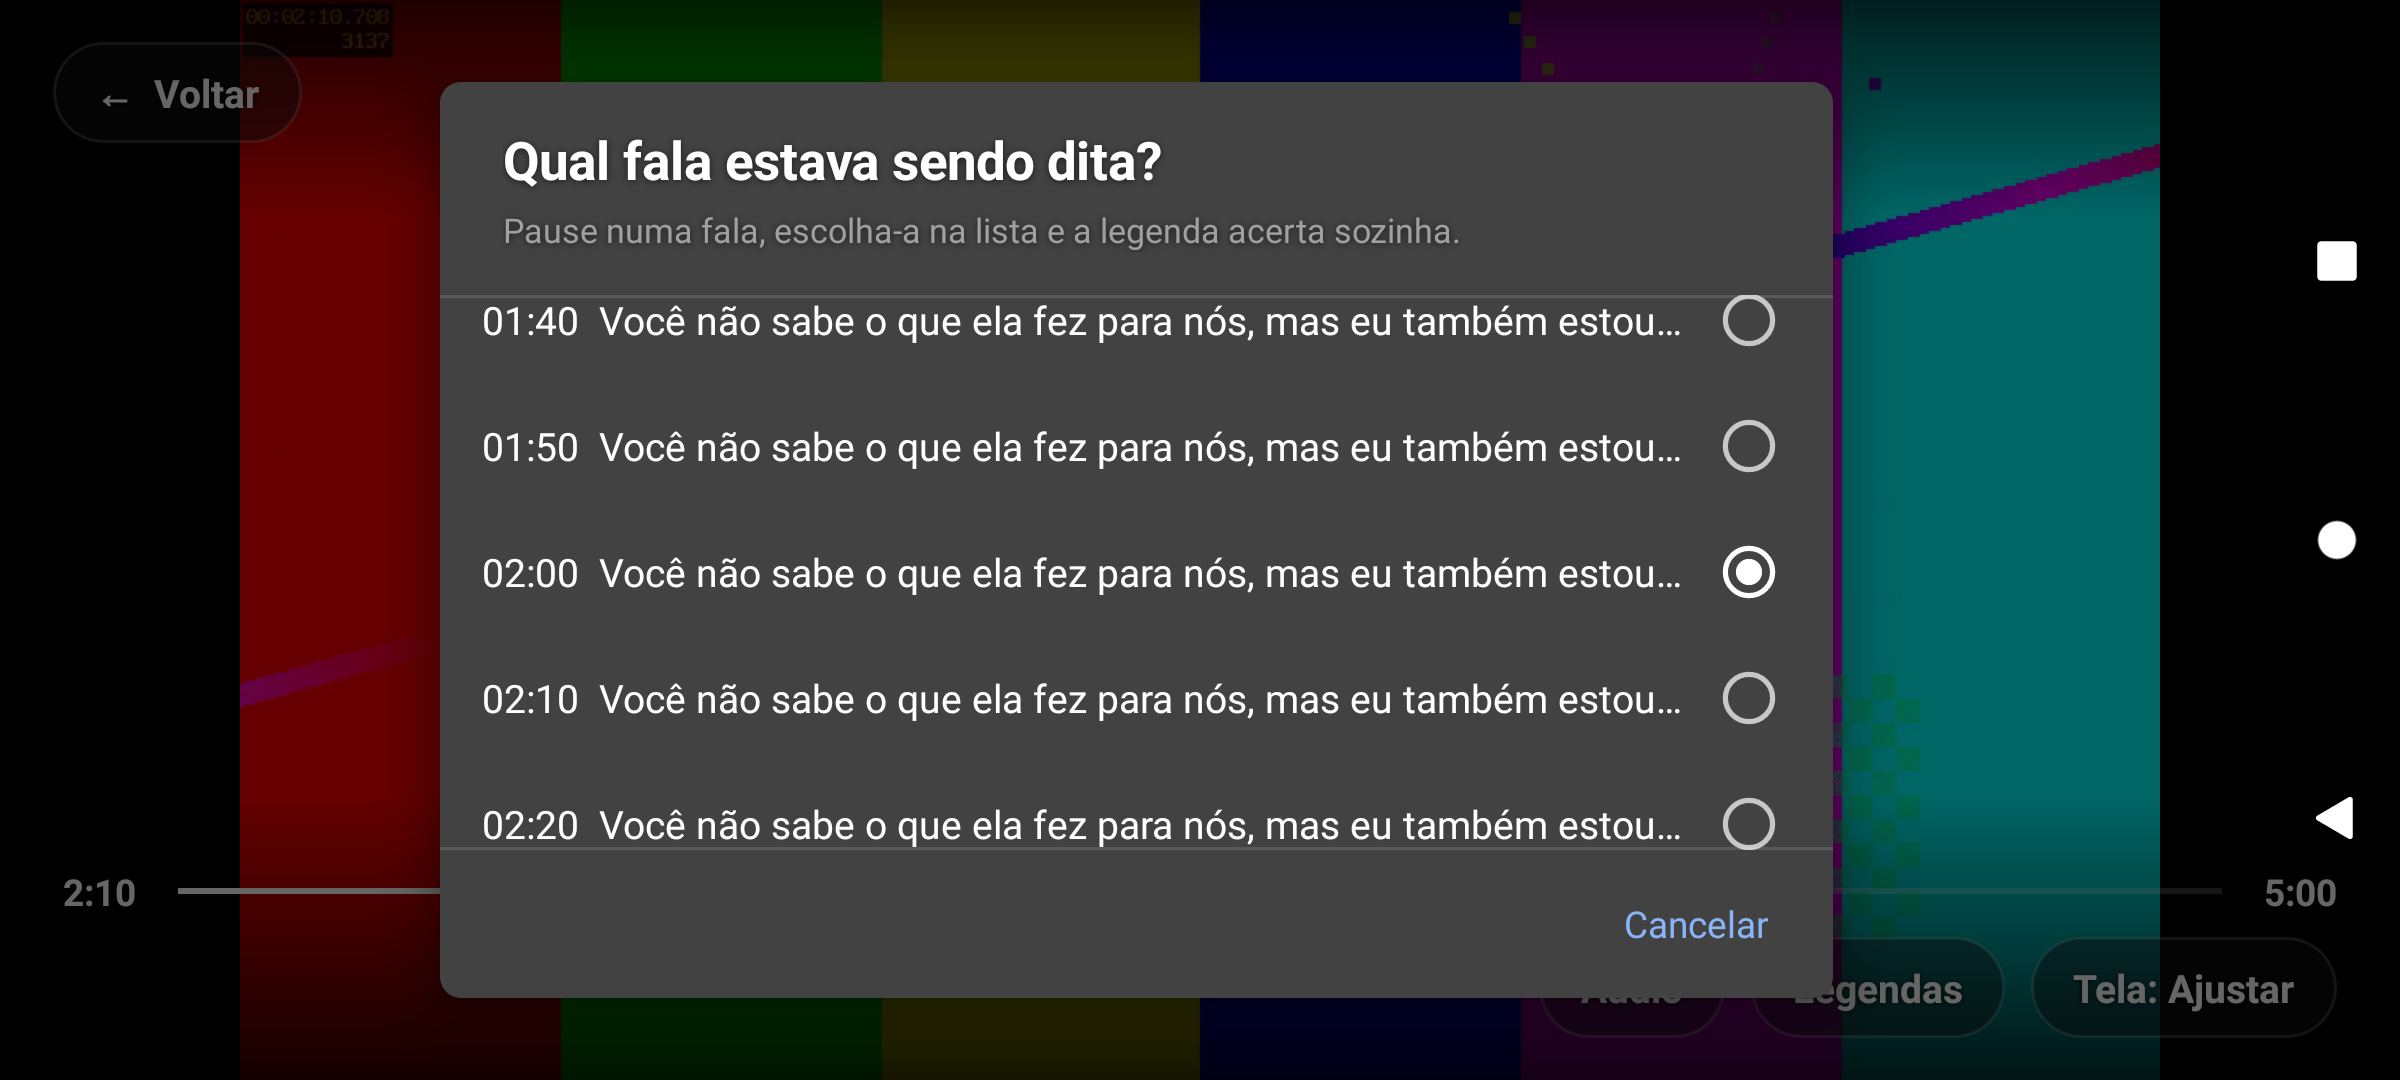 00:02:10.708
3137
← Voltar
Qual fala estava sendo dita?
Pause numa fala, escolha-a na lista e a legenda acerta sozinha.
01:40 Você não sabe o que ela fez para nós, mas eu também estou...
01:50 Você não sabe o que ela fez para nós, mas eu também estou...
02:00 Você não sabe o que ela fez para nós, mas eu também estou...
02:10 Você não sabe o que ela fez para nós, mas eu também estou...
02:20 Você não sabe o que ela fez para nós, mas eu também estou...
2:10
5:00
Cancelar
Áudio
Legendas
Tela: Ajustar